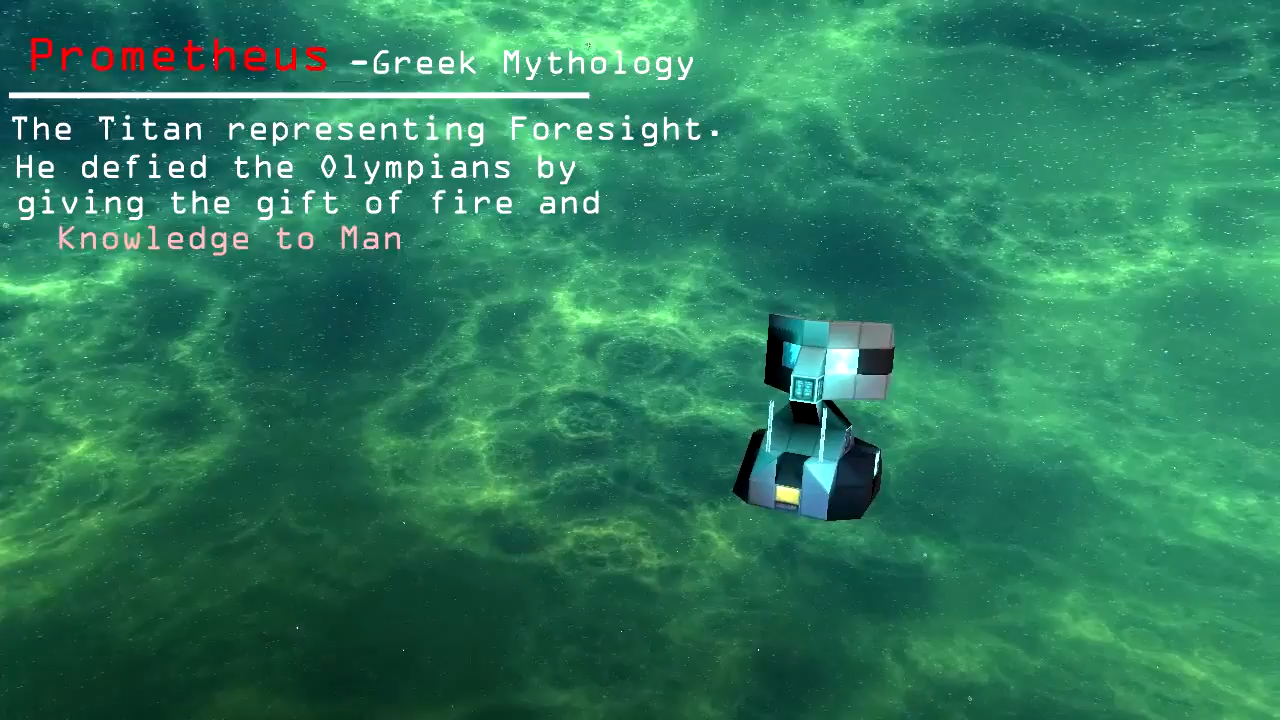 Prometheus -Greek Mythology
The Titan representing Foresight.
He defied the Olympians by
giving the gift of fire and
Knowledge to Man